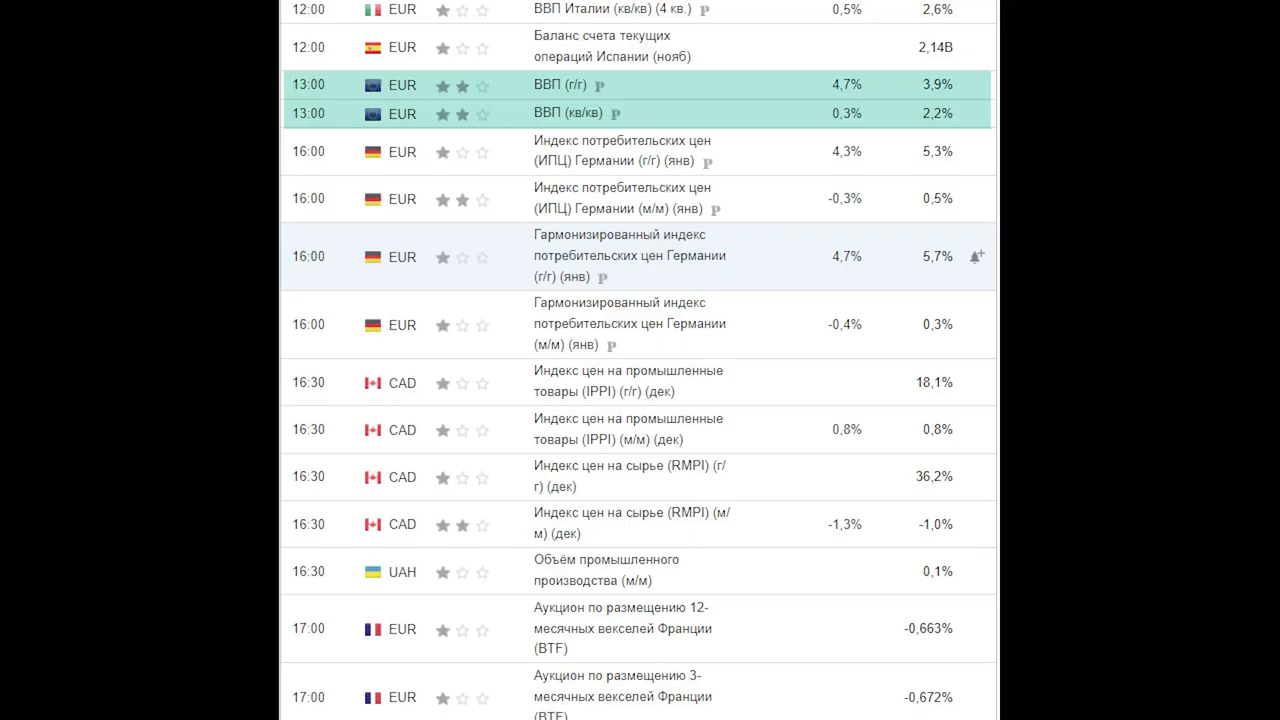 12:00 EUR ВВП Италии (кв/кв) (4 кв.) P 0,5% 2,6%
12:00 EUR Баланс счета текущих
операций Испании (нояб) 2,14B
13:00 EUR ВВП (г/г) P 4,7% 3,9%
13:00 EUR ВВП (кв/кв) P 0,3% 2,2%
16:00 EUR Индекс потребительских цен
(ИПЦ) Германии (г/г) (янв) P 4,3% 5,3%
16:00 EUR Индекс потребительских цен
(ИПЦ) Германии (м/м) (янв) P -0,3% 0,5%
Гармонизированный индекс
16:00 EUR потребительских цен Германии 4,7% 5,7%
(г/г) (янв) P
Гармонизированный индекс
16:00 EUR потребительских цен Германии -0,4% 0,3%
(м/м) (янв) P
16:30 CAD Индекс цен на промышленные
товары (IPPI) (г/г) (дек) 18,1%
16:30 CAD Индекс цен на промышленные
товары (IPPI) (м/м) (дек) 0,8% 0,8%
16:30 CAD Индекс цен на сырье (RMPI) (г/
г) (дек) 36,2%
16:30 CAD Индекс цен на сырье (RMPI) (м/
м) (дек) -1,3% -1,0%
16:30 UAH Объём промышленного
производства (м/м) 0,1%
Аукцион по размещению 12-
17:00 EUR месячных векселей Франции -0,663%
(BTF)
Аукцион по размещению 3-
17:00 EUR месячных векселей Франции -0,672%
(BTF)